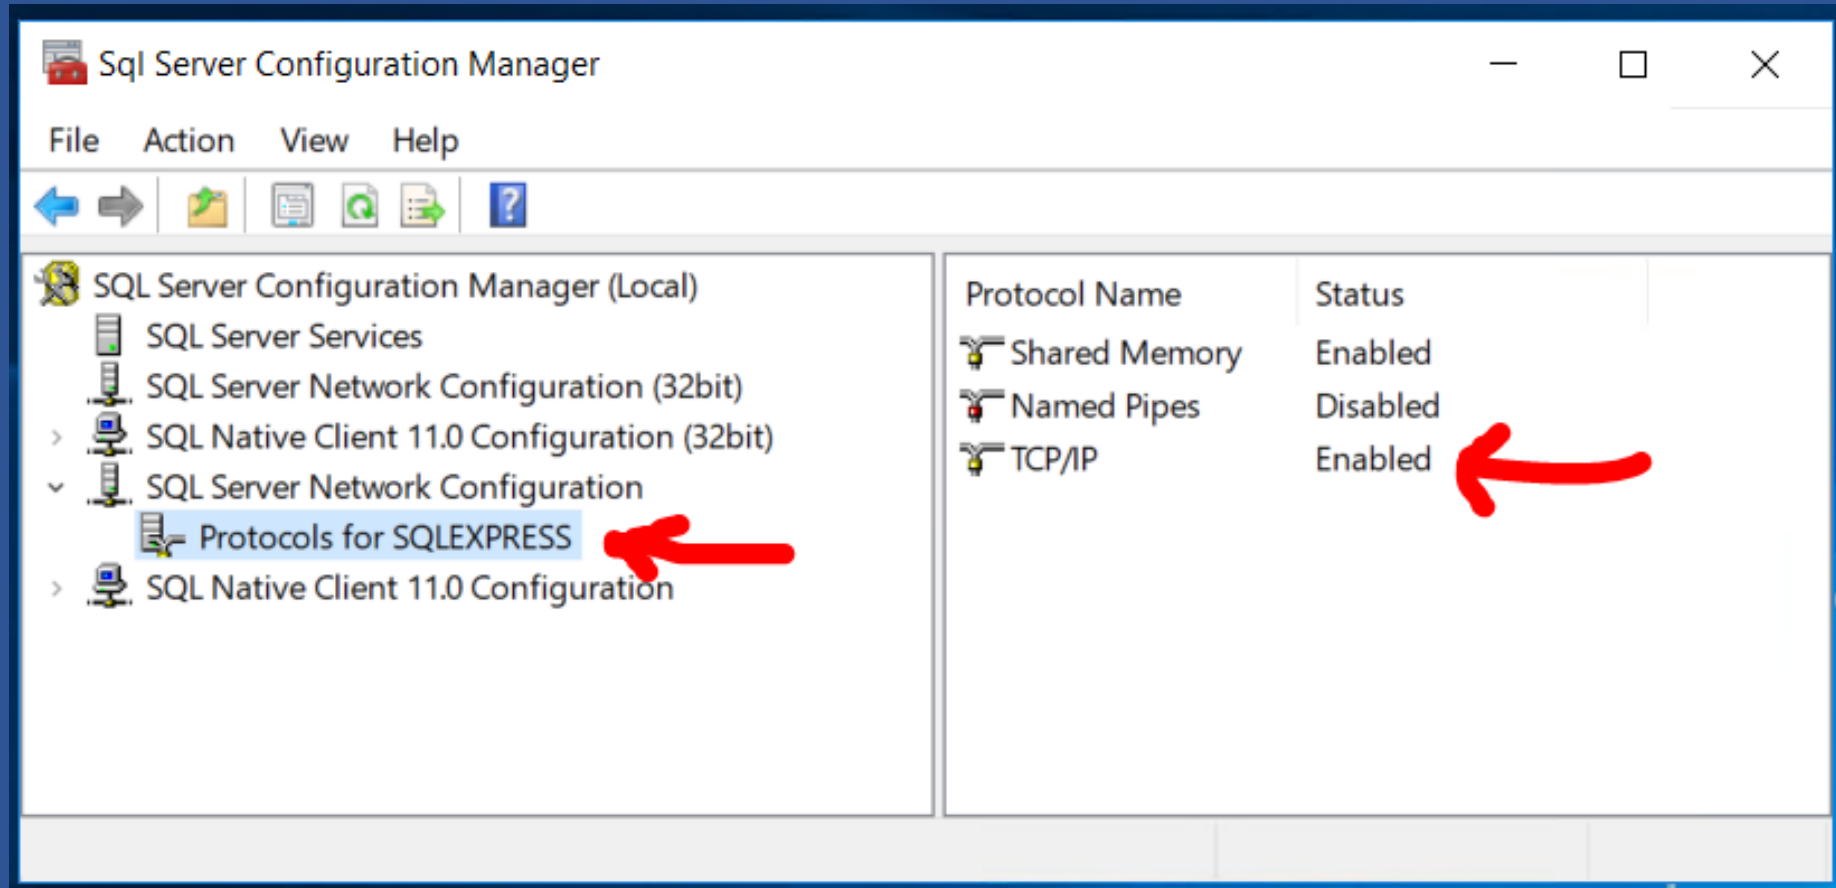 Sql Server Configuration Manager
File Action View Help
SQL Server Configuration Manager (Local)
SQL Server Services
SQL Server Network Configuration (32bit)
SQL Native Client 11.0 Configuration (32bit)
SQL Server Network Configuration
Protocols for SQLEXPRESS
SQL Native Client 11.0 Configuration
Protocol Name Status
Shared Memory Enabled
Named Pipes Disabled
TCP/IP Enabled